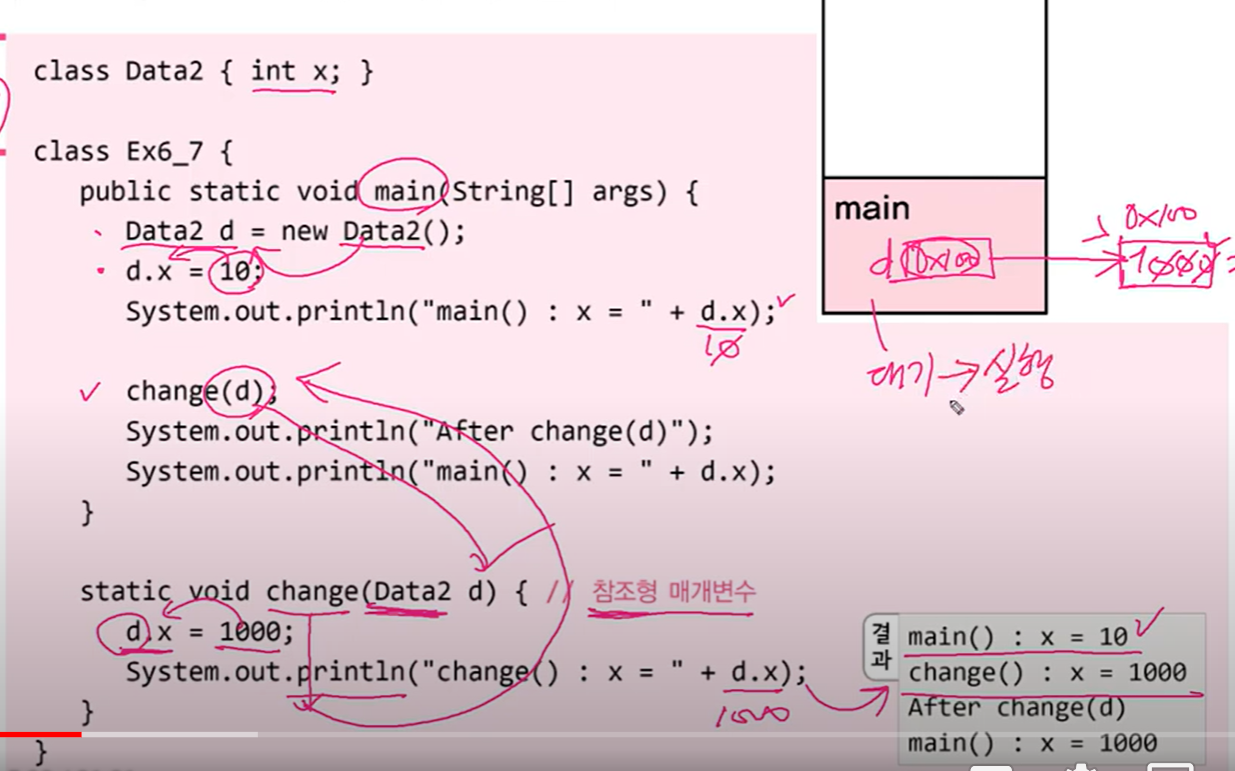 class Data2 { int x; }
class Ex6_7 {
public static void main(String[] args) {
Data2 d = new Data2();
d.x = 10;
System.out.println("main() : x = " + d.x);
10
change(d);
System.out.println("After change(d)");
System.out.println("main() : x = " + d.x);
}
static void change(Data2 d) { // 참조형 매개변수
d.x = 1000;
System.out.println("change() : x = " + d.x);
1000
}
}
main
d 0x100
0x100
1000
대기→실행
결과
main() : x = 10
change() : x = 1000
After change(d)
main() : x = 1000